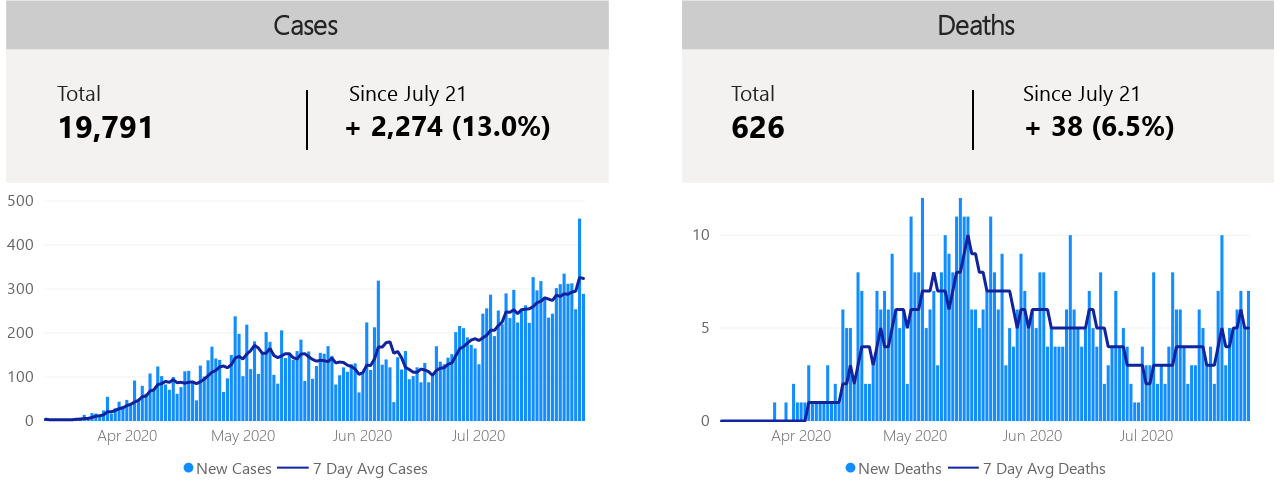 Cases
Total
19,791
Since July 21
+ 2,274 (13.0%)
500
400
300
200
100
0
Apr 2020
May 2020
Jun 2020
Jul 2020
New Cases
7 Day Avg Cases
Deaths
Total
626
Since July 21
+ 38 (6.5%)
10
5
0
Apr 2020
May 2020
Jun 2020
Jul 2020
New Deaths
7 Day Avg Deaths